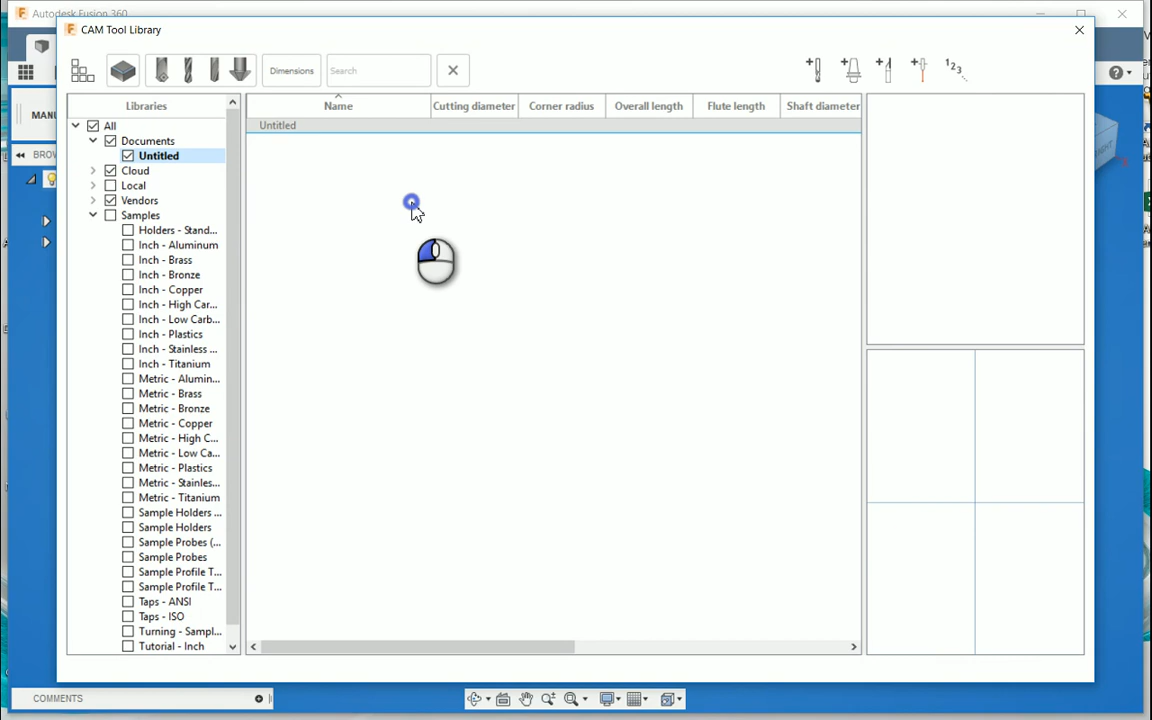 Autodesk Fusion 360
CAM Tool Library
Dimensions
Search
MANU
BROV
Libraries
All
Documents
Untitled
Cloud
Local
Vendors
Samples
Holders - Stand...
Inch - Aluminum
Inch - Brass
Inch - Bronze
Inch - Copper
Inch - High Car...
Inch - Low Carb...
Inch - Plastics
Inch - Stainless ...
Inch - Titanium
Metric - Alumin...
Metric - Brass
Metric - Bronze
Metric - Copper
Metric - High C...
Metric - Low Ca...
Metric - Plastics
Metric - Stainles...
Metric - Titanium
Sample Holders ...
Sample Holders
Sample Probes (...
Sample Probes
Sample Profile T...
Sample Profile T...
Taps - ANSI
Taps - ISO
Turning - Sampl...
Tutorial - Inch
Name Cutting diameter Corner radius Overall length Flute length Shaft diameter
Untitled
RIGHT
COMMENTS